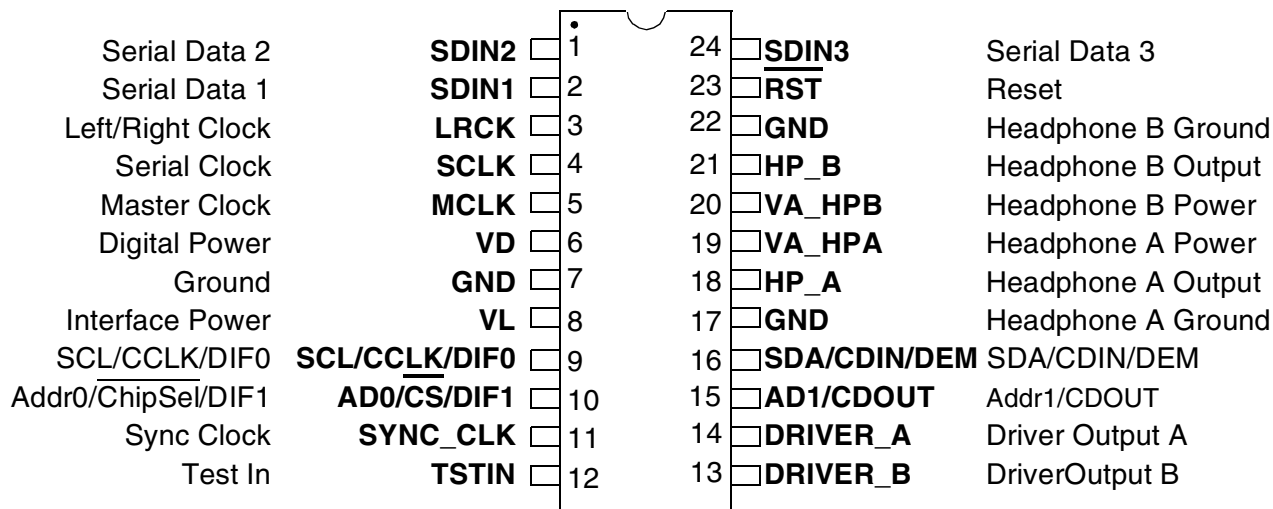 Serial Data 2 SDIN2 1 24 SDIN3 Serial Data 3
Serial Data 1 SDIN1 2 23 RST Reset
Left/Right Clock LRCK 3 22 GND Headphone B Ground
Serial Clock SCLK 4 21 HP_B Headphone B Output
Master Clock MCLK 5 20 VA_HPB Headphone B Power
Digital Power VD 6 19 VA_HPA Headphone A Power
Ground GND 7 18 HP_A Headphone A Output
Interface Power VL 8 17 GND Headphone A Ground
SCL/CCLK/DIF0 SCL/CCLK/DIF0 9 16 SDA/CDIN/DEM SDA/CDIN/DEM
Addr0/ChipSel/DIF1 AD0/CS/DIF1 10 15 AD1/CDOUT Addr1/CDOUT
Sync Clock SYNC_CLK 11 14 DRIVER_A Driver Output A
Test In TSTIN 12 13 DRIVER_B DriverOutput B